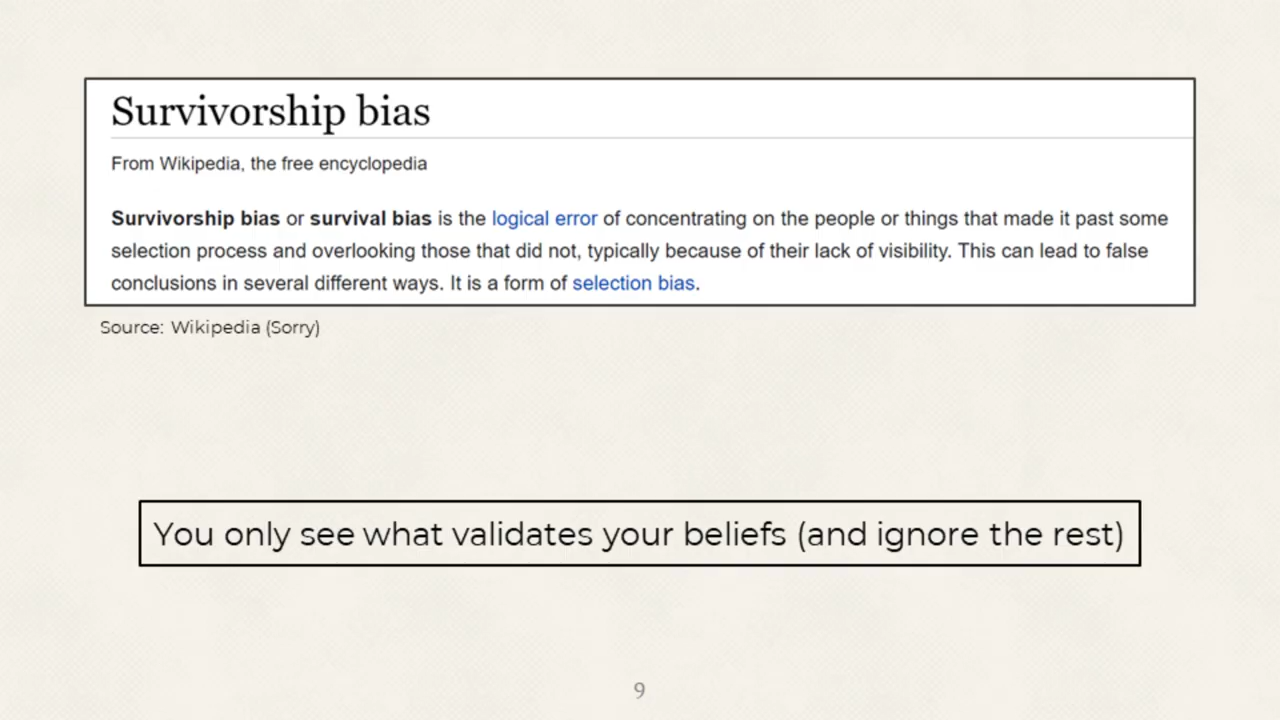 Survivorship bias
From Wikipedia, the free encyclopedia
Survivorship bias or survival bias is the logical error of concentrating on the people or things that made it past some
selection process and overlooking those that did not, typically because of their lack of visibility. This can lead to false
conclusions in several different ways. It is a form of selection bias.
Source: Wikipedia (Sorry)
You only see what validates your beliefs (and ignore the rest)
9